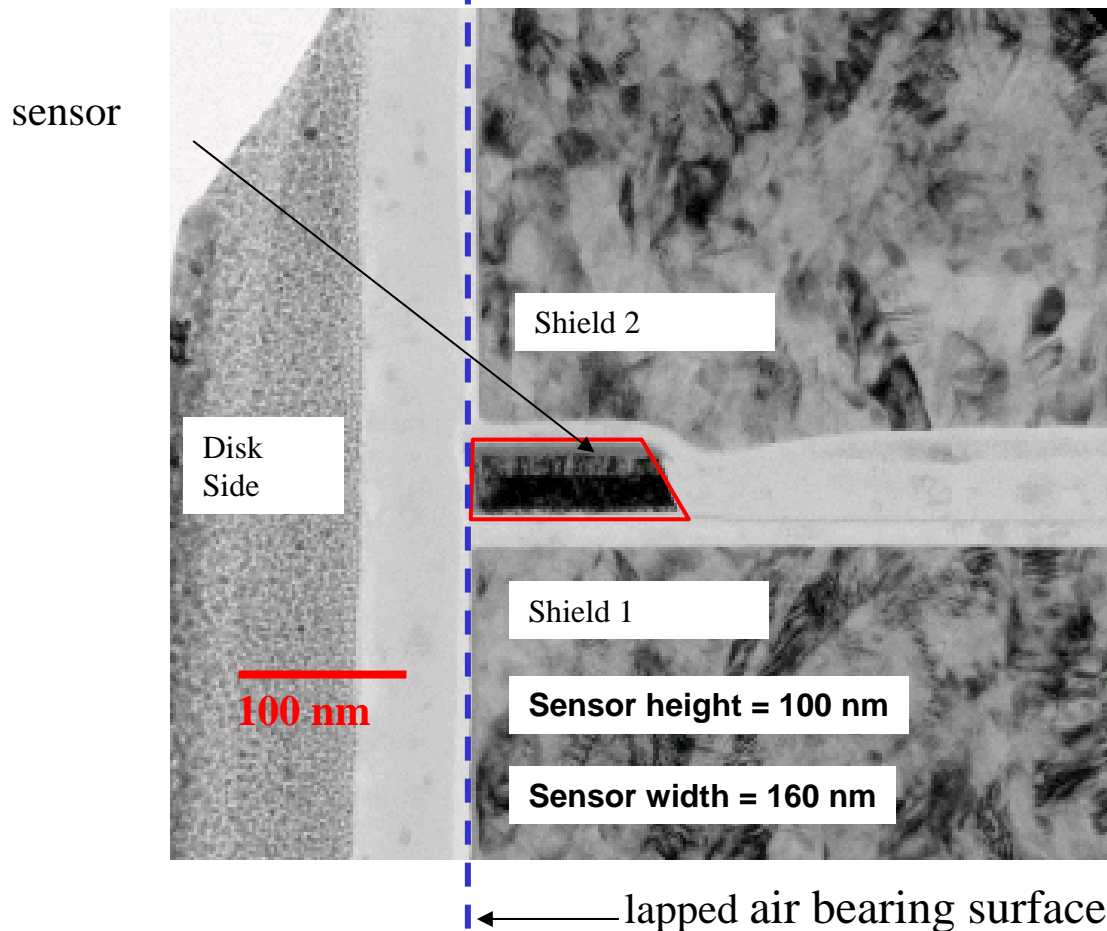 sensor
Shield 2
Disk
Side
Shield 1
100 nm
Sensor height = 100 nm
Sensor width = 160 nm
lapped air bearing surface